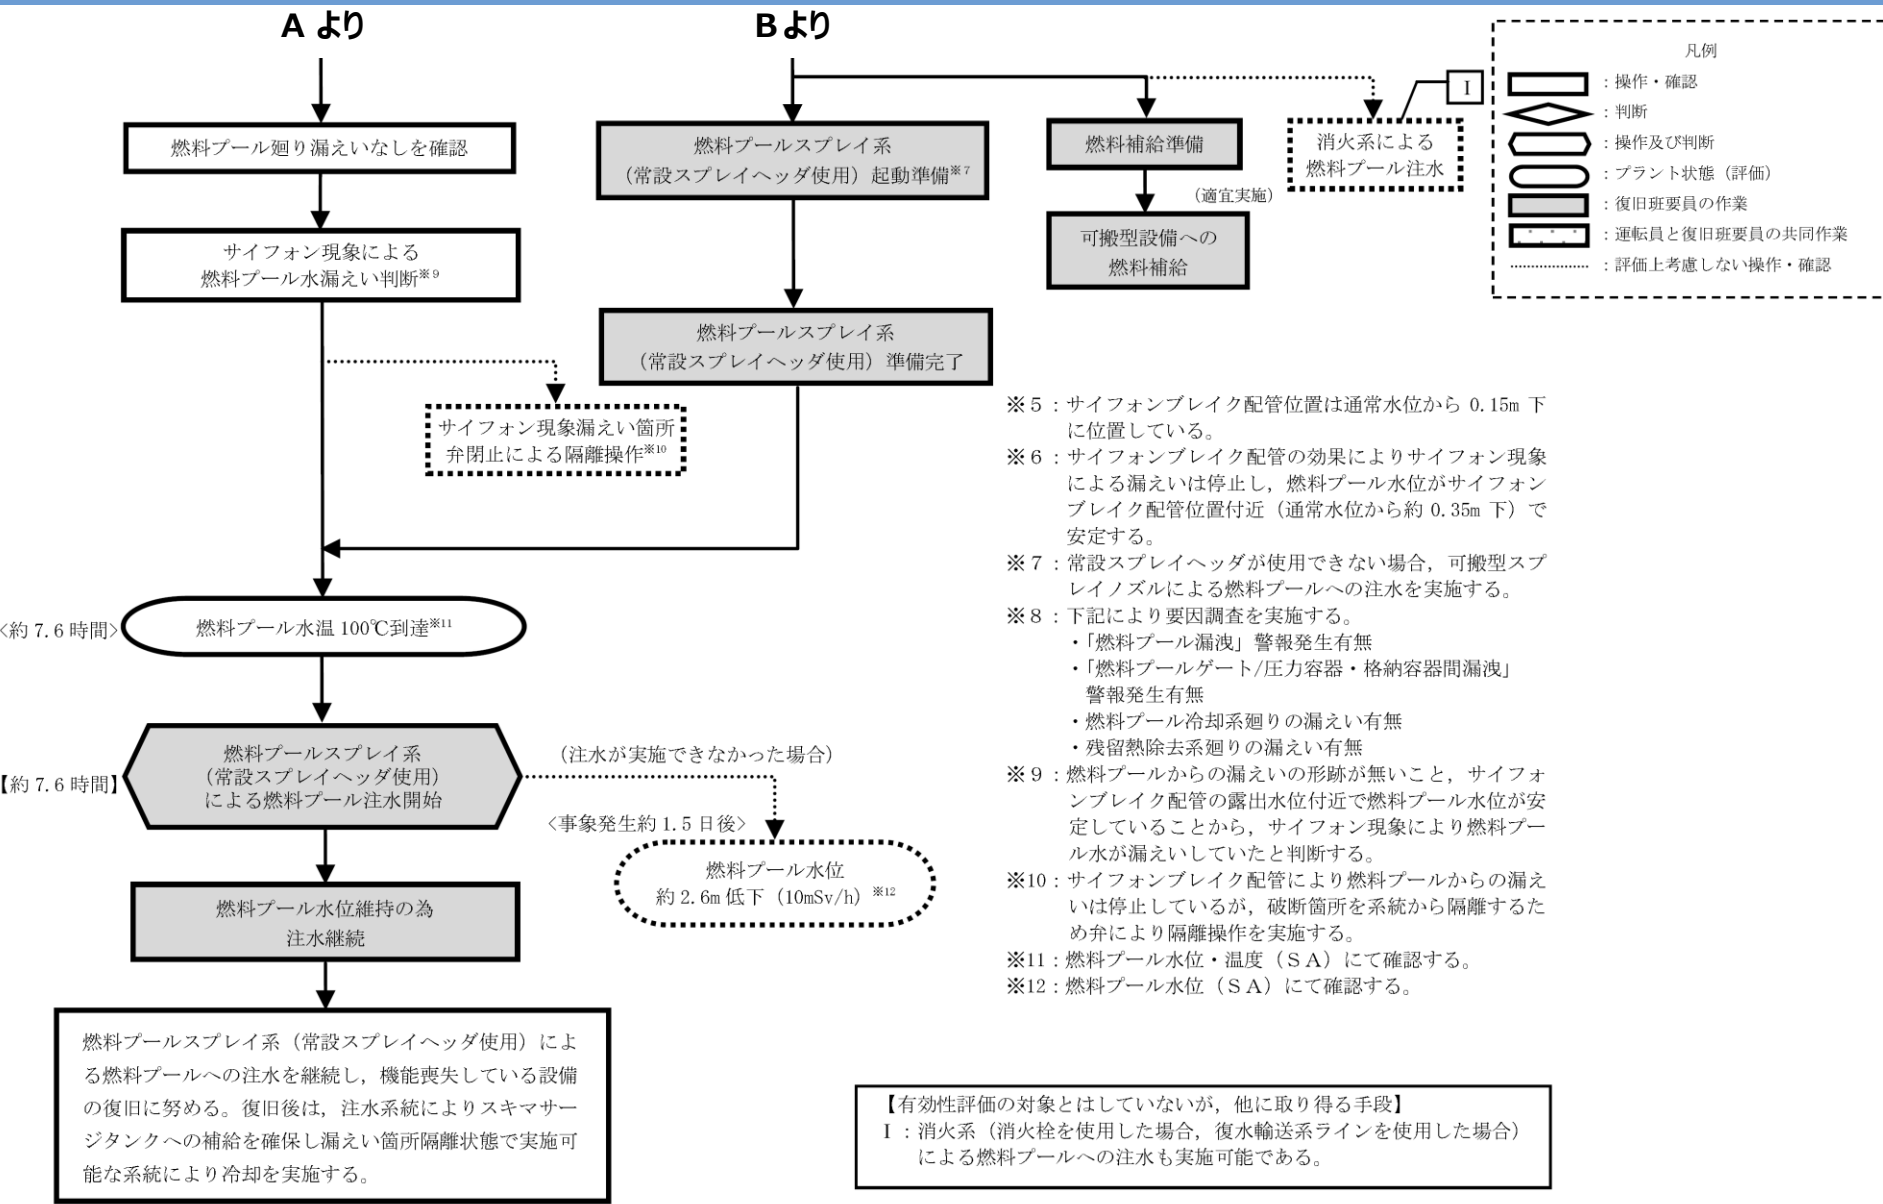 A より
B より
燃料プール廻り漏えいなしを確認
サイフォン現象による
燃料プール水漏えい判断※９
サイフォン現象漏えい箇所
弁閉止による隔離操作※10
燃料プールスプレイ系
（常設スプレイヘッダ使用）起動準備※７
燃料プールスプレイ系
（常設スプレイヘッダ使用）準備完了
燃料補給準備
（適宜実施）
可搬型設備への
燃料補給
消火系による
燃料プール注水
Ｉ
凡例
：操作・確認
：判断
：操作及び判断
：プラント状態（評価）
：復旧班要員の作業
：運転員と復旧班要員の共同作業
：評価上考慮しない操作・確認
<約 7.6 時間>
燃料プール水温 100℃到達※11
【約 7.6 時間】
燃料プールスプレイ系
（常設スプレイヘッダ使用）
による燃料プール注水開始
（注水が実施できなかった場合）
<事象発生約 1.5 日後>
燃料プール水位
約 2.6m 低下（10mSv/h）※12
燃料プール水位維持の為
注水継続
燃料プールスプレイ系（常設スプレイヘッダ使用）によ
る燃料プールへの注水を継続し，機能喪失している設備
の復旧に努める。復旧後は，注水系統によりスキマサー
ジタンクへの補給を確保し漏えい箇所隔離状態で実施可
能な系統により冷却を実施する。
※５：サイフォンブレイク配管位置は通常水位から 0.15m 下
に位置している。
※６：サイフォンブレイク配管の効果によりサイフォン現象
による漏えいは停止し，燃料プール水位がサイフォン
ブレイク配管位置付近（通常水位から約 0.35m 下）で
安定する。
※７：常設スプレイヘッダが使用できない場合，可搬型スプ
レイノズルによる燃料プールへの注水を実施する。
※８：下記により要因調査を実施する。
・「燃料プール漏洩」警報発生有無
・「燃料プールゲート/圧力容器・格納容器間漏洩」
警報発生有無
・燃料プール冷却系廻りの漏えい有無
・残留熱除去系廻りの漏えい有無
※９：燃料プールからの漏えいの形跡が無いこと，サイフォ
ンブレイク配管の露出水位付近で燃料プール水位が安
定していることから，サイフォン現象により燃料プー
ル水が漏えいしていたと判断する。
※10：サイフォンブレイク配管により燃料プールからの漏え
いは停止しているが，破断箇所を系統から隔離するた
め弁により隔離操作を実施する。
※11：燃料プール水位・温度（ＳＡ）にて確認する。
※12：燃料プール水位（ＳＡ）にて確認する。
【有効性評価の対象とはしていないが，他に取り得る手段】
Ｉ：消火系（消火栓を使用した場合，復水輸送系ラインを使用した場合）
による燃料プールへの注水も実施可能である。